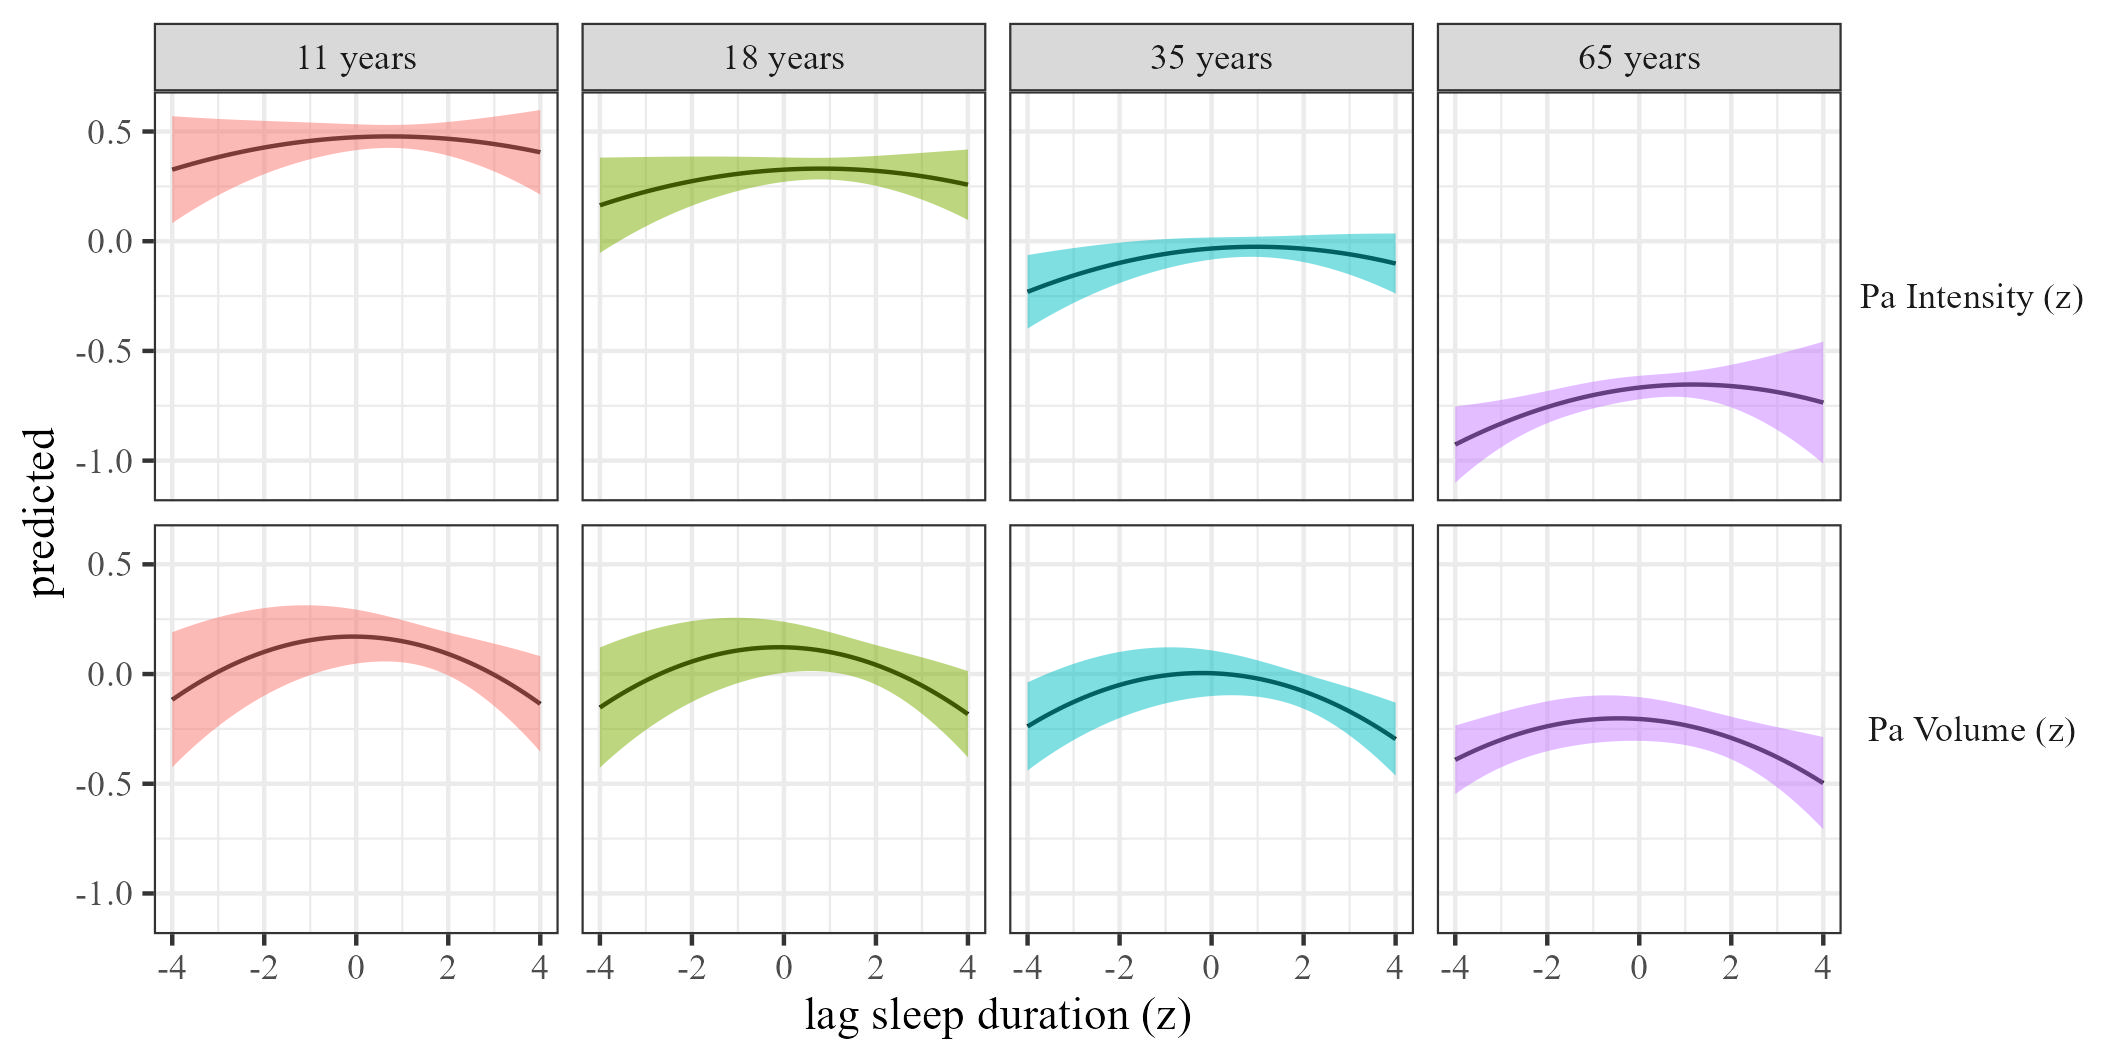 11 years
18 years
35 years
65 years
0.5
0.0
-0.5
-1.0
Pa Intensity (z)
predicted
0.5
0.0
-0.5
-1.0
Pa Volume (z)
-4 -2 0 2 4
-4 -2 0 2 4
-4 -2 0 2 4
-4 -2 0 2 4
lag sleep duration (z)